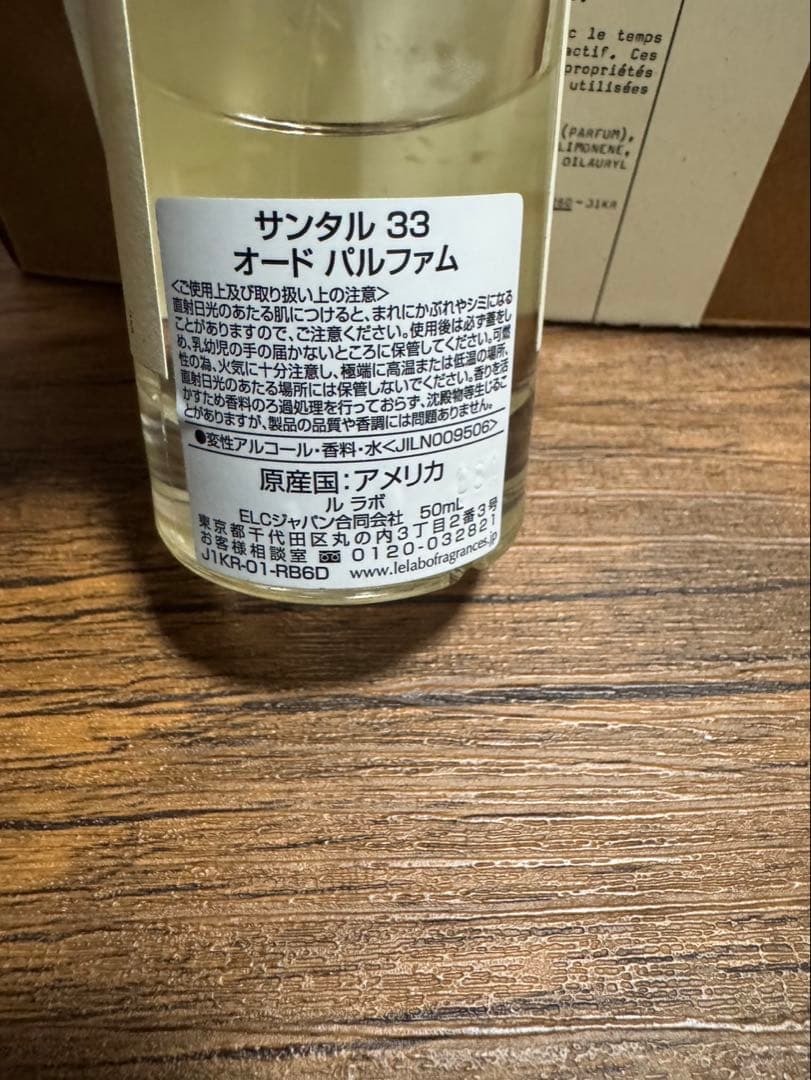 c le temps
actif. Ces
propriétés
utilisées
(PARFUM),
LIMONENE,
DILAURYL
-J1KR
サンタル 33
オード パルファム
<ご使用上及び取り扱い上の注意>
直射日光のあたる肌につけると、まれにかぶれやシミになる
ことがありますので、ご注意ください。使用後は必ず蓋をし
め、乳幼児の手の届かないところに保管してください。可燃
性の為、火気に十分注意し、極端に高温または低温の場所、
直射日光のあたる場所には保管しないでください。香りを活
かすため香料のろ過処理を行っておらず、沈殿物等生じるこ
とがありますが、製品の品質や香調には問題ありません。
●変性アルコール・香料・水<JILN009506>
原産国:アメリカ
ル ラボ
ELCジャパン合同会社 50mL
東京都千代田区丸の内3丁目2番3号
お客様相談室 0120-032821
J1KR-01-RB6D www.lelabofragrances.jp